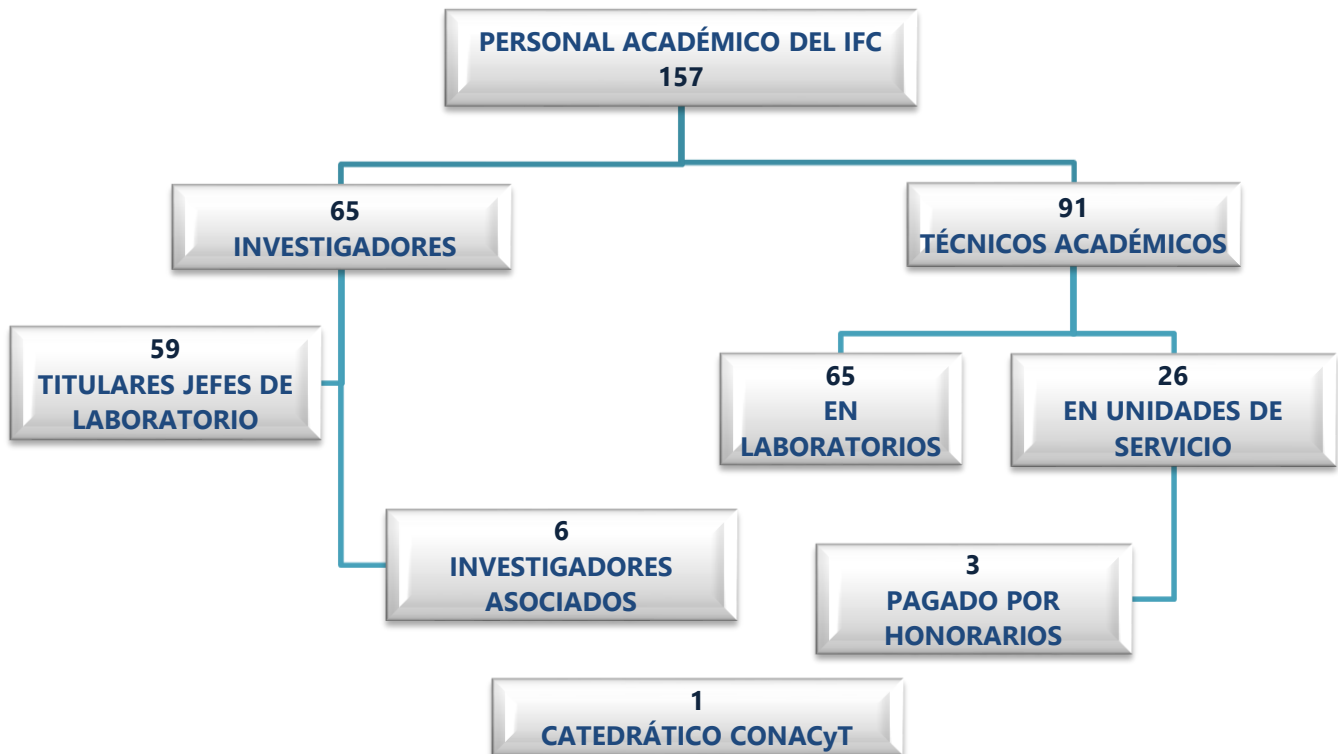 PERSONAL ACADÉMICO DEL IFC
157
65
INVESTIGADORES
91
TÉCNICOS ACADÉMICOS
59
TITULARES JEFES DE
LABORATORIO
65
EN
LABORATORIOS
26
EN UNIDADES DE
SERVICIO
6
INVESTIGADORES
ASOCIADOS
3
PAGADO POR
HONORARIOS
1
CATEDRÁTICO CONACyT